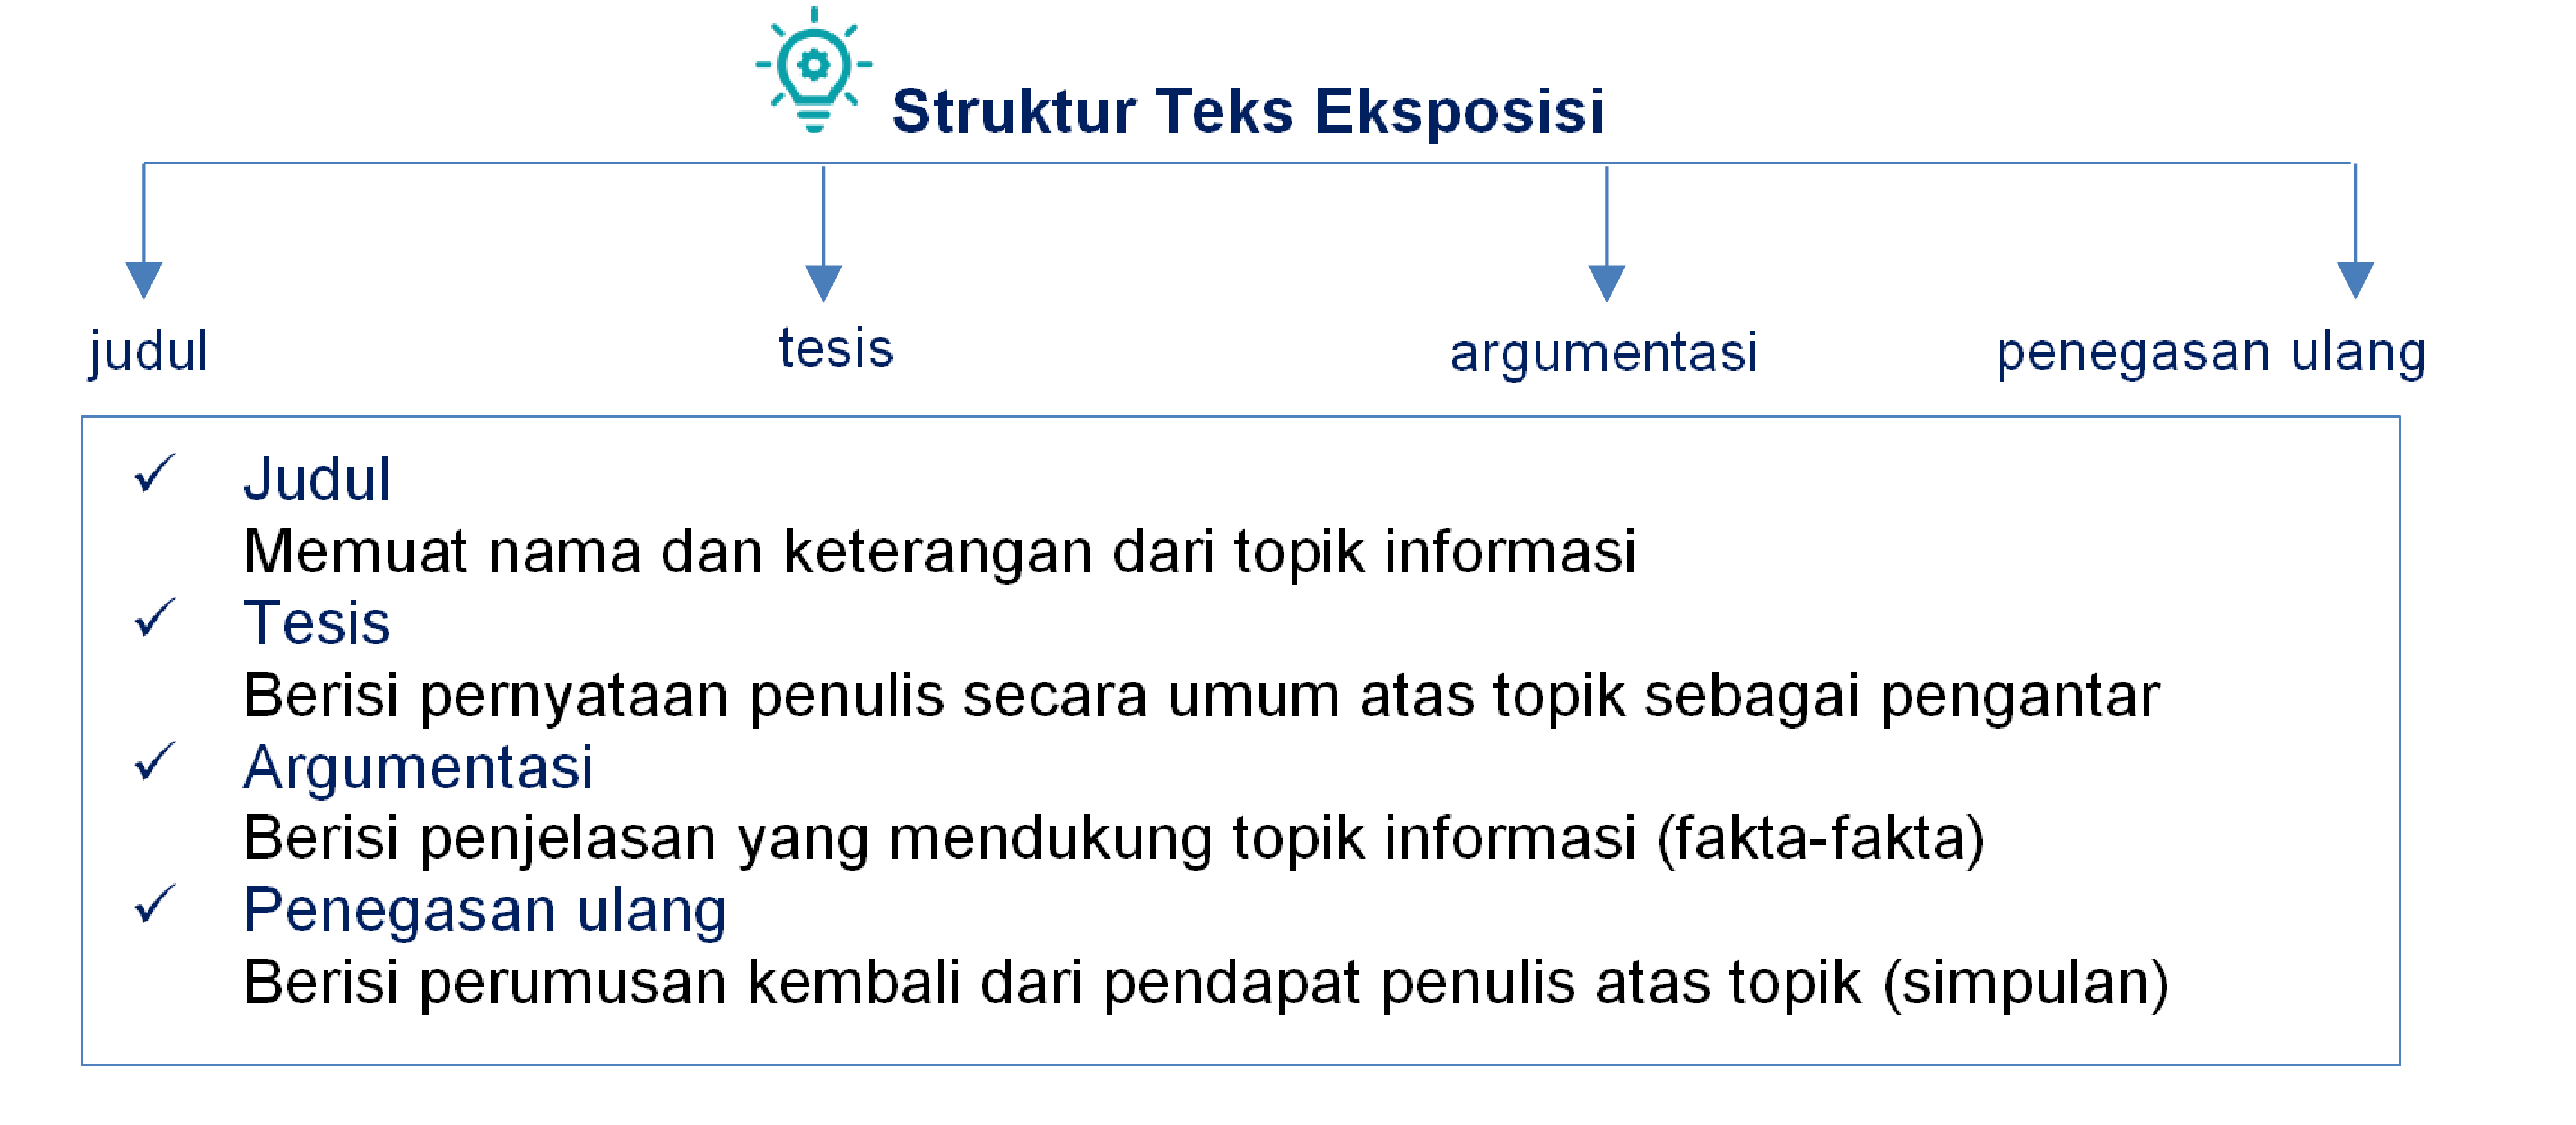 Struktur Teks Eksposisi
judul
tesis
argumentasi
penegasan ulang
Judul
Memuat nama dan keterangan dari topik informasi
Tesis
Berisi pernyataan penulis secara umum atas topik sebagai pengantar
Argumentasi
Berisi penjelasan yang mendukung topik informasi (fakta-fakta)
Penegasan ulang
Berisi perumusan kembali dari pendapat penulis atas topik (simpulan)